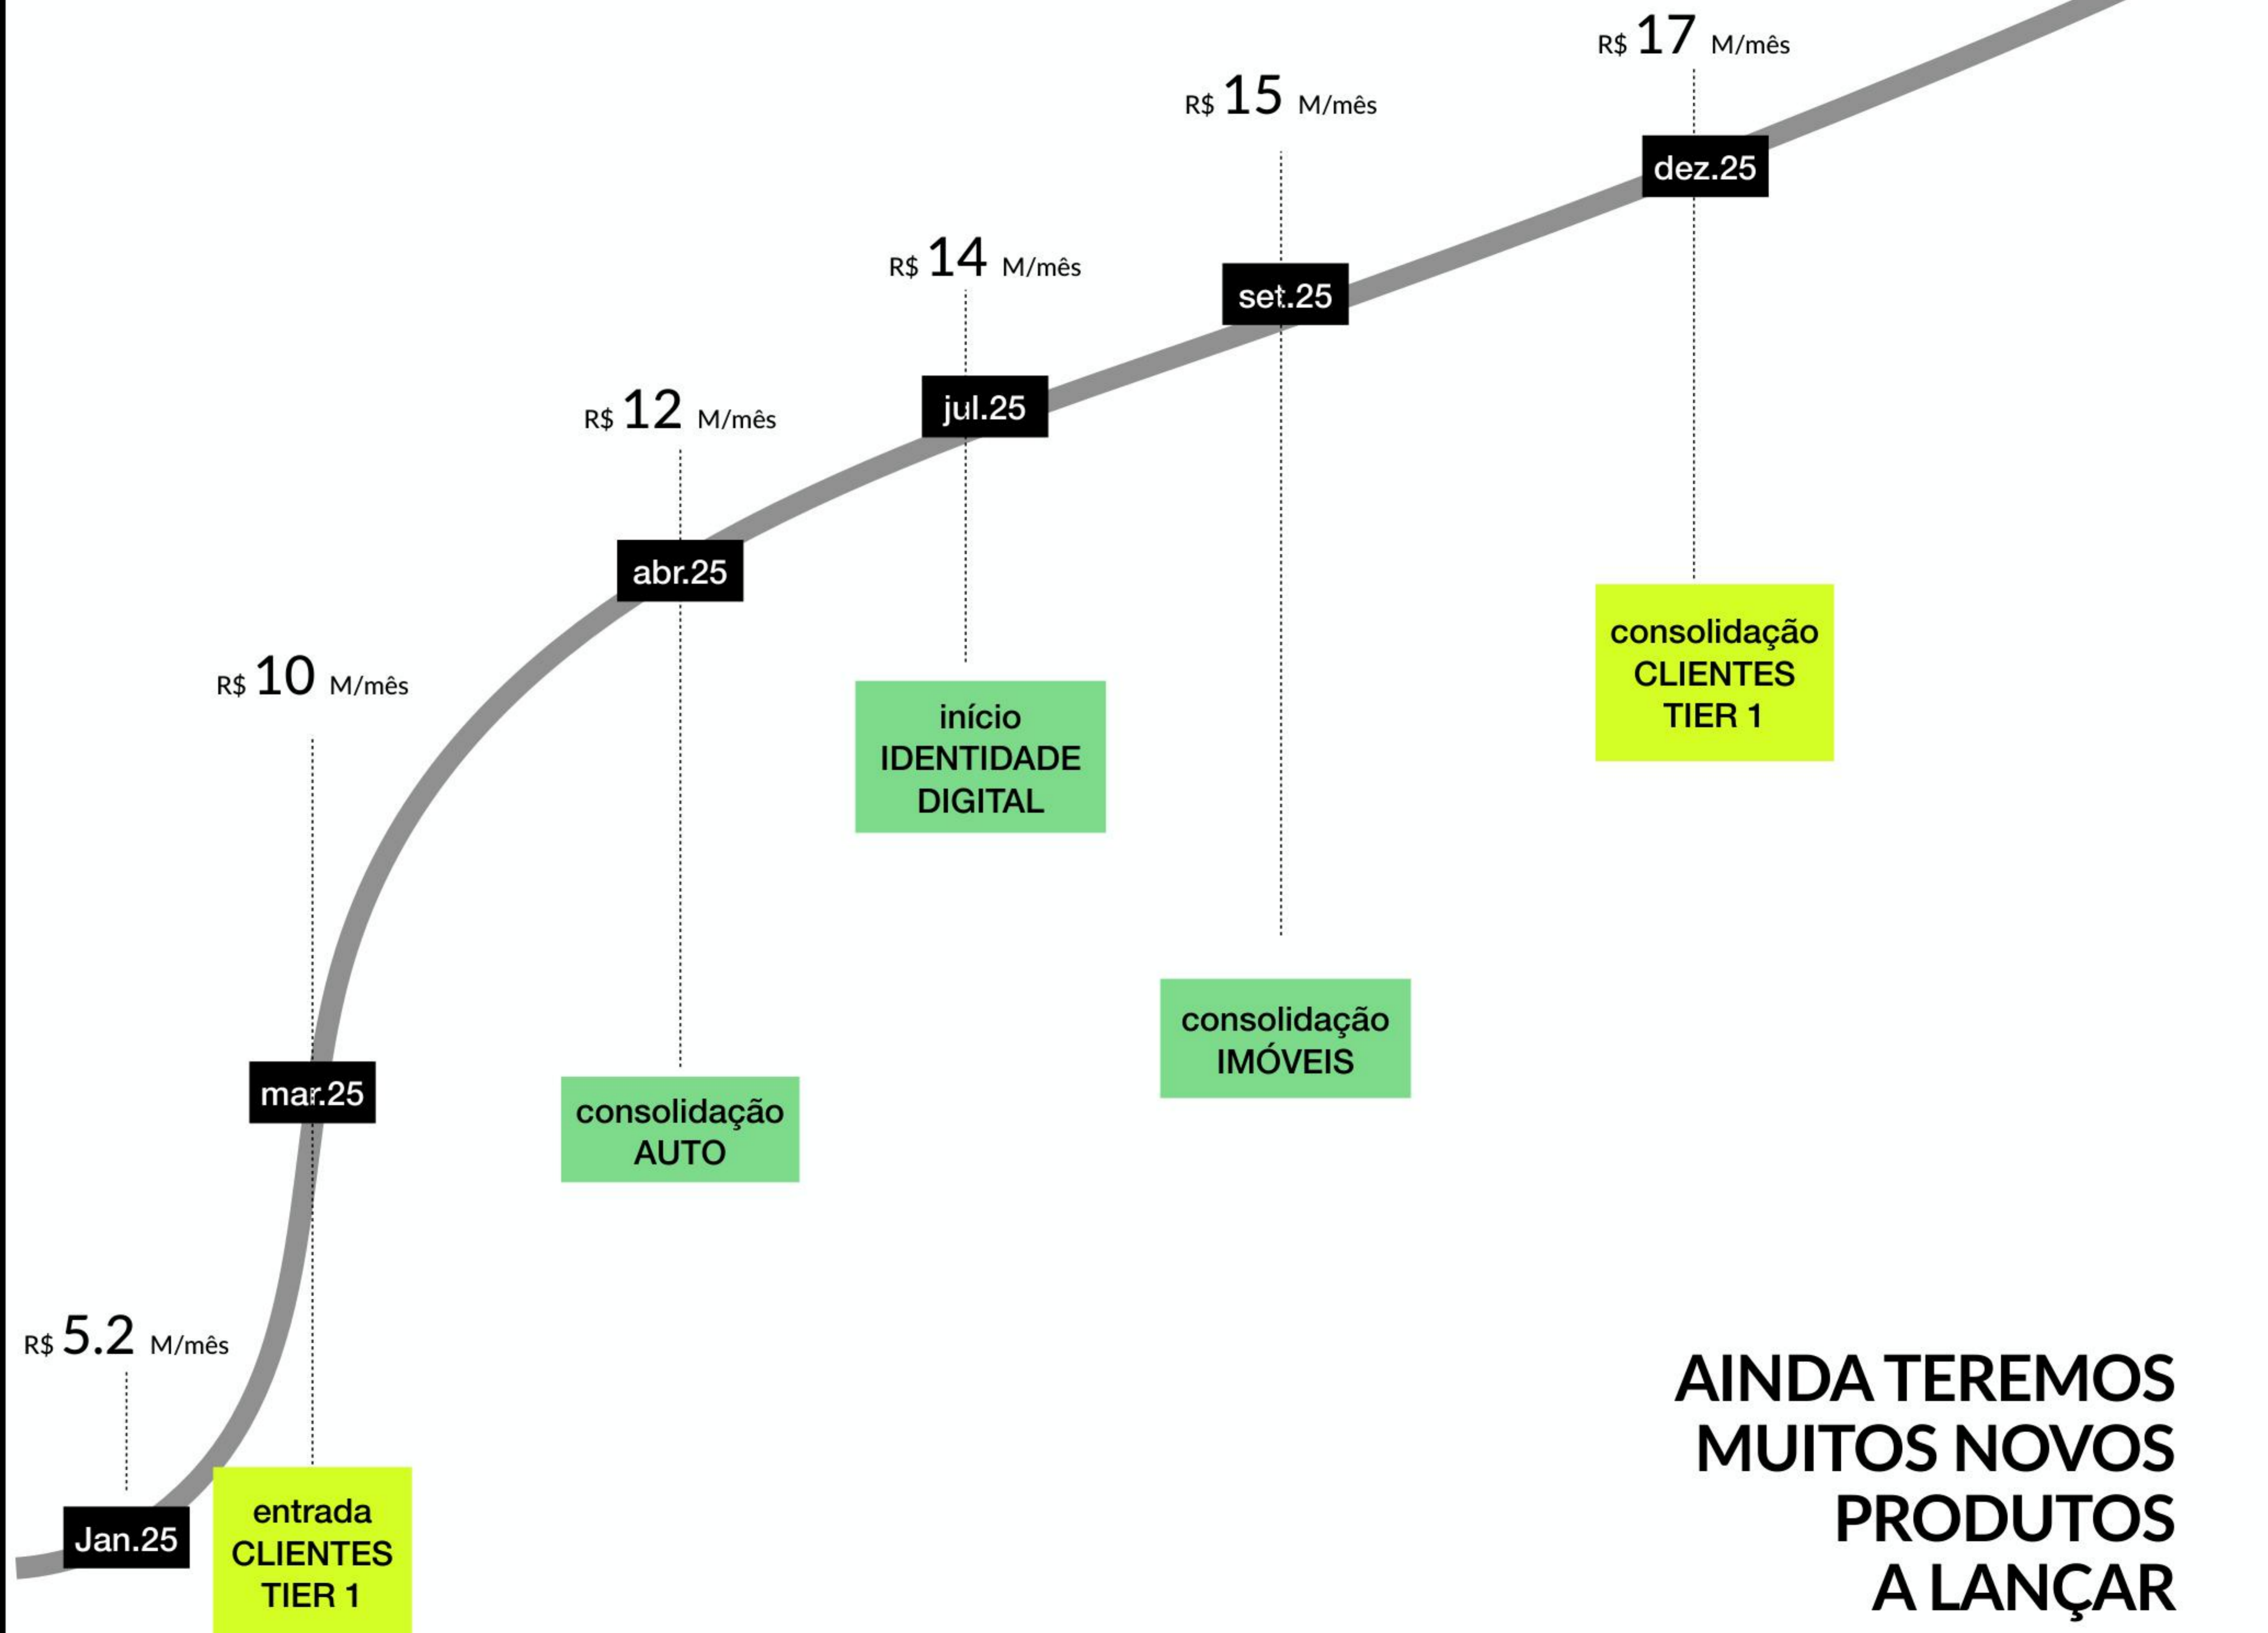 R$ 17 M/mês
R$ 15 M/mês
dez.25
R$ 14 M/mês
set.25
R$ 12 M/mês
jul.25
abr.25
consolidação
CLIENTES
TIER 1
R$ 10 M/mês
início
IDENTIDADE
DIGITAL
consolidação
IMÓVEIS
mar.25
consolidação
AUTO
R$ 5.2 M/mês
AINDA TEREMOS
MUITOS NOVOS
PRODUTOS
A LANÇAR
Jan.25
entrada
CLIENTES
TIER 1